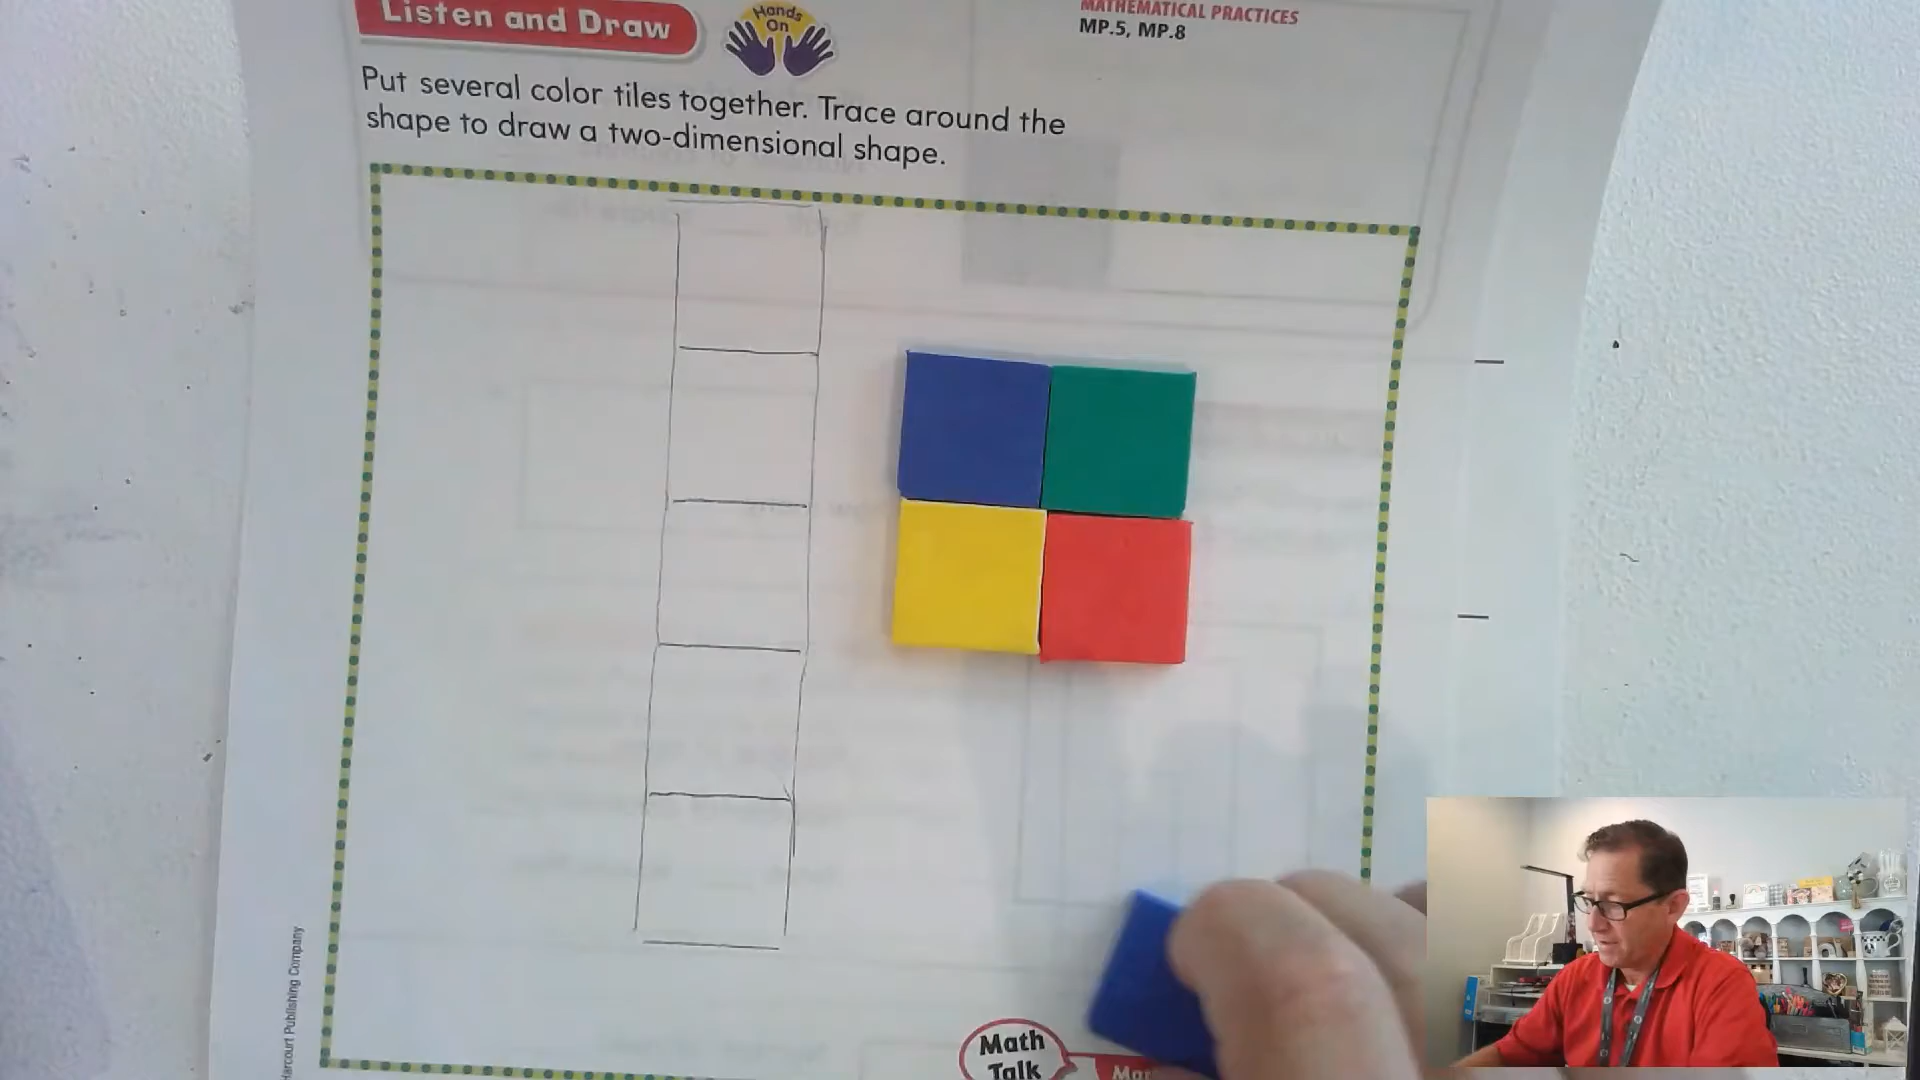 Listen and Draw
Hands
On
MATHEMATICAL PRACTICES
MP.5, MP.8
Put several color tiles together. Trace around the
shape to draw a two-dimensional shape.
Harcourt Publishing Company
Math
Talk